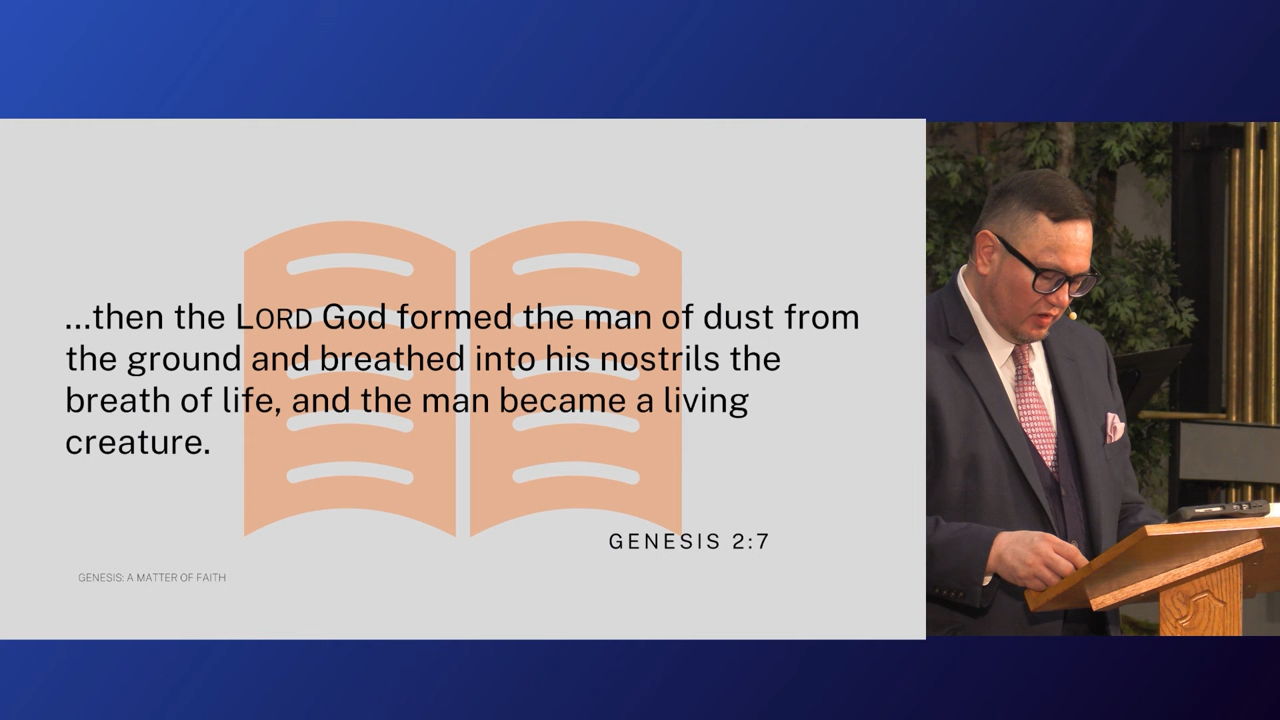 ...then the LORD God formed the man of dust from
the ground and breathed into his nostrils the
breath of life, and the man became a living
creature.
GENESIS 2:7
GENESIS: A MATTER OF FAITH